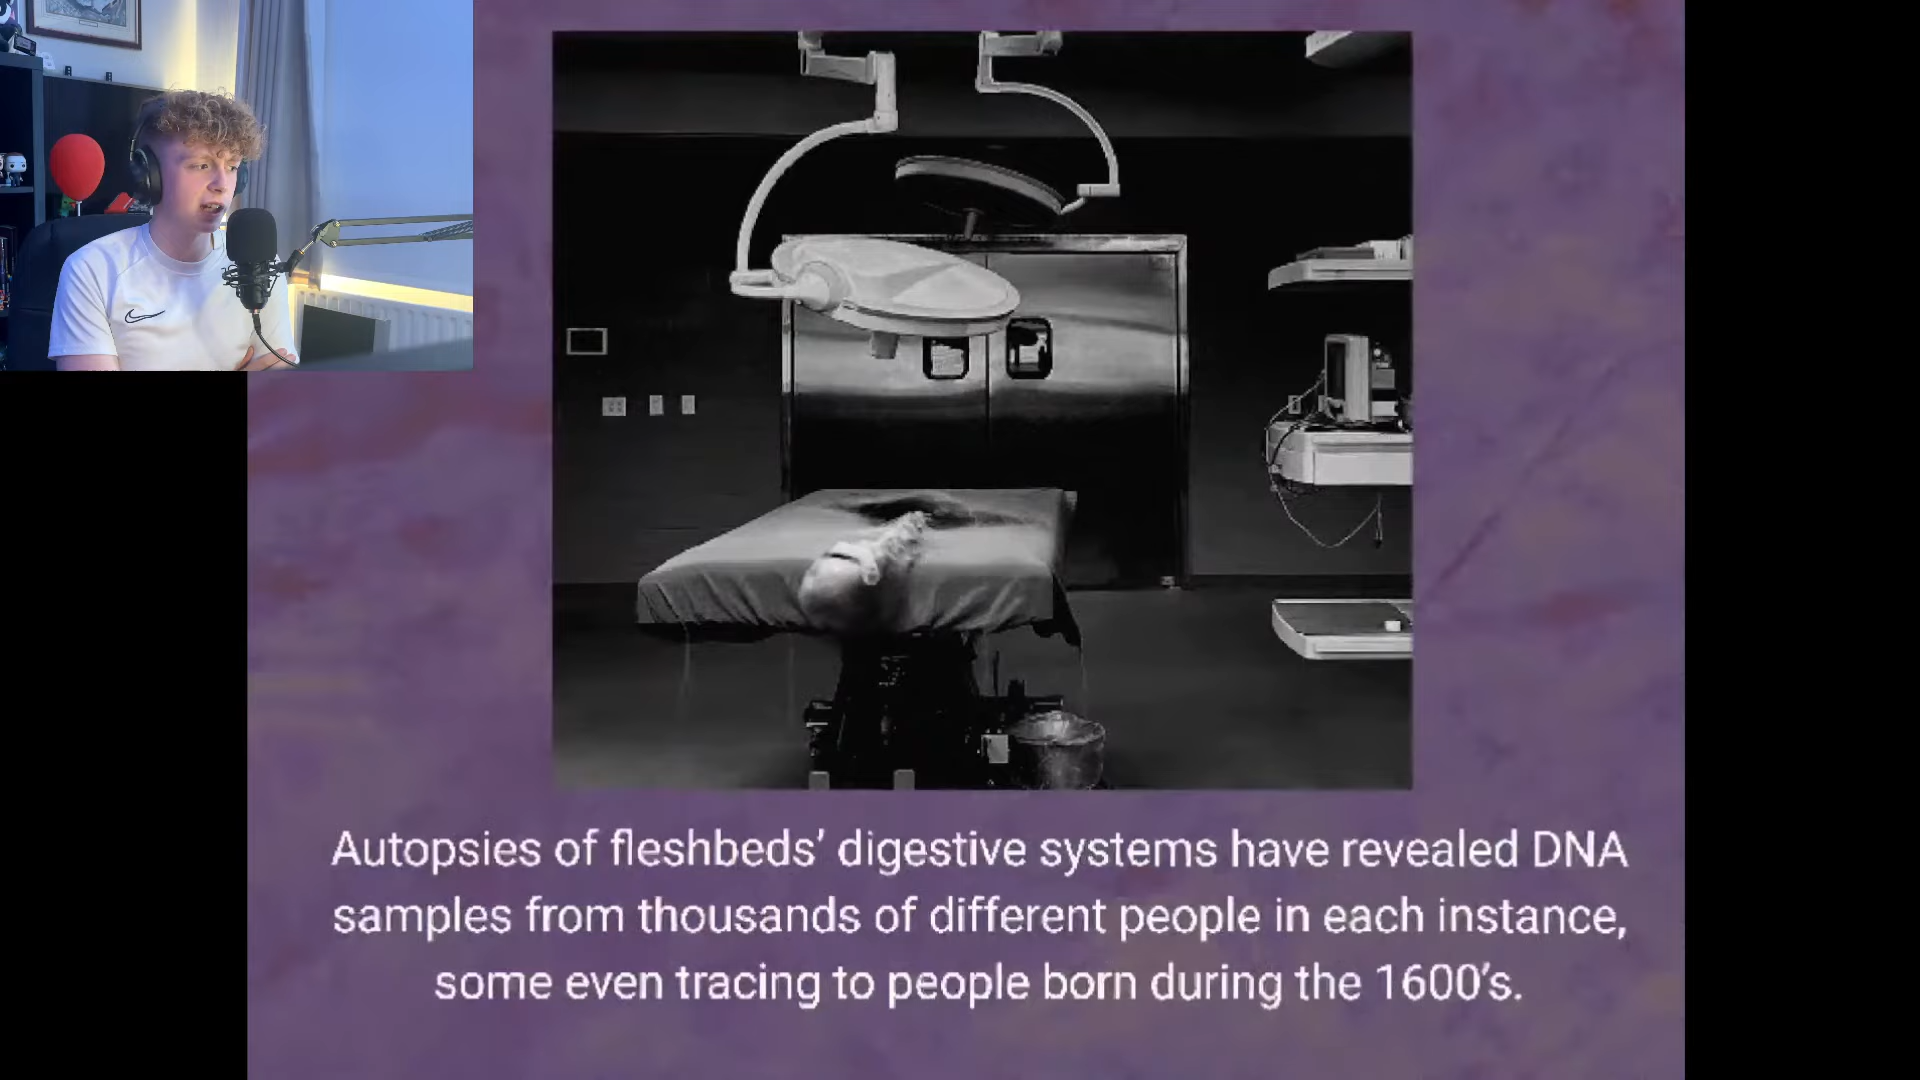 Autopsies of fleshbeds’ digestive systems have revealed DNA
samples from thousands of different people in each instance,
some even tracing to people born during the 1600’s.